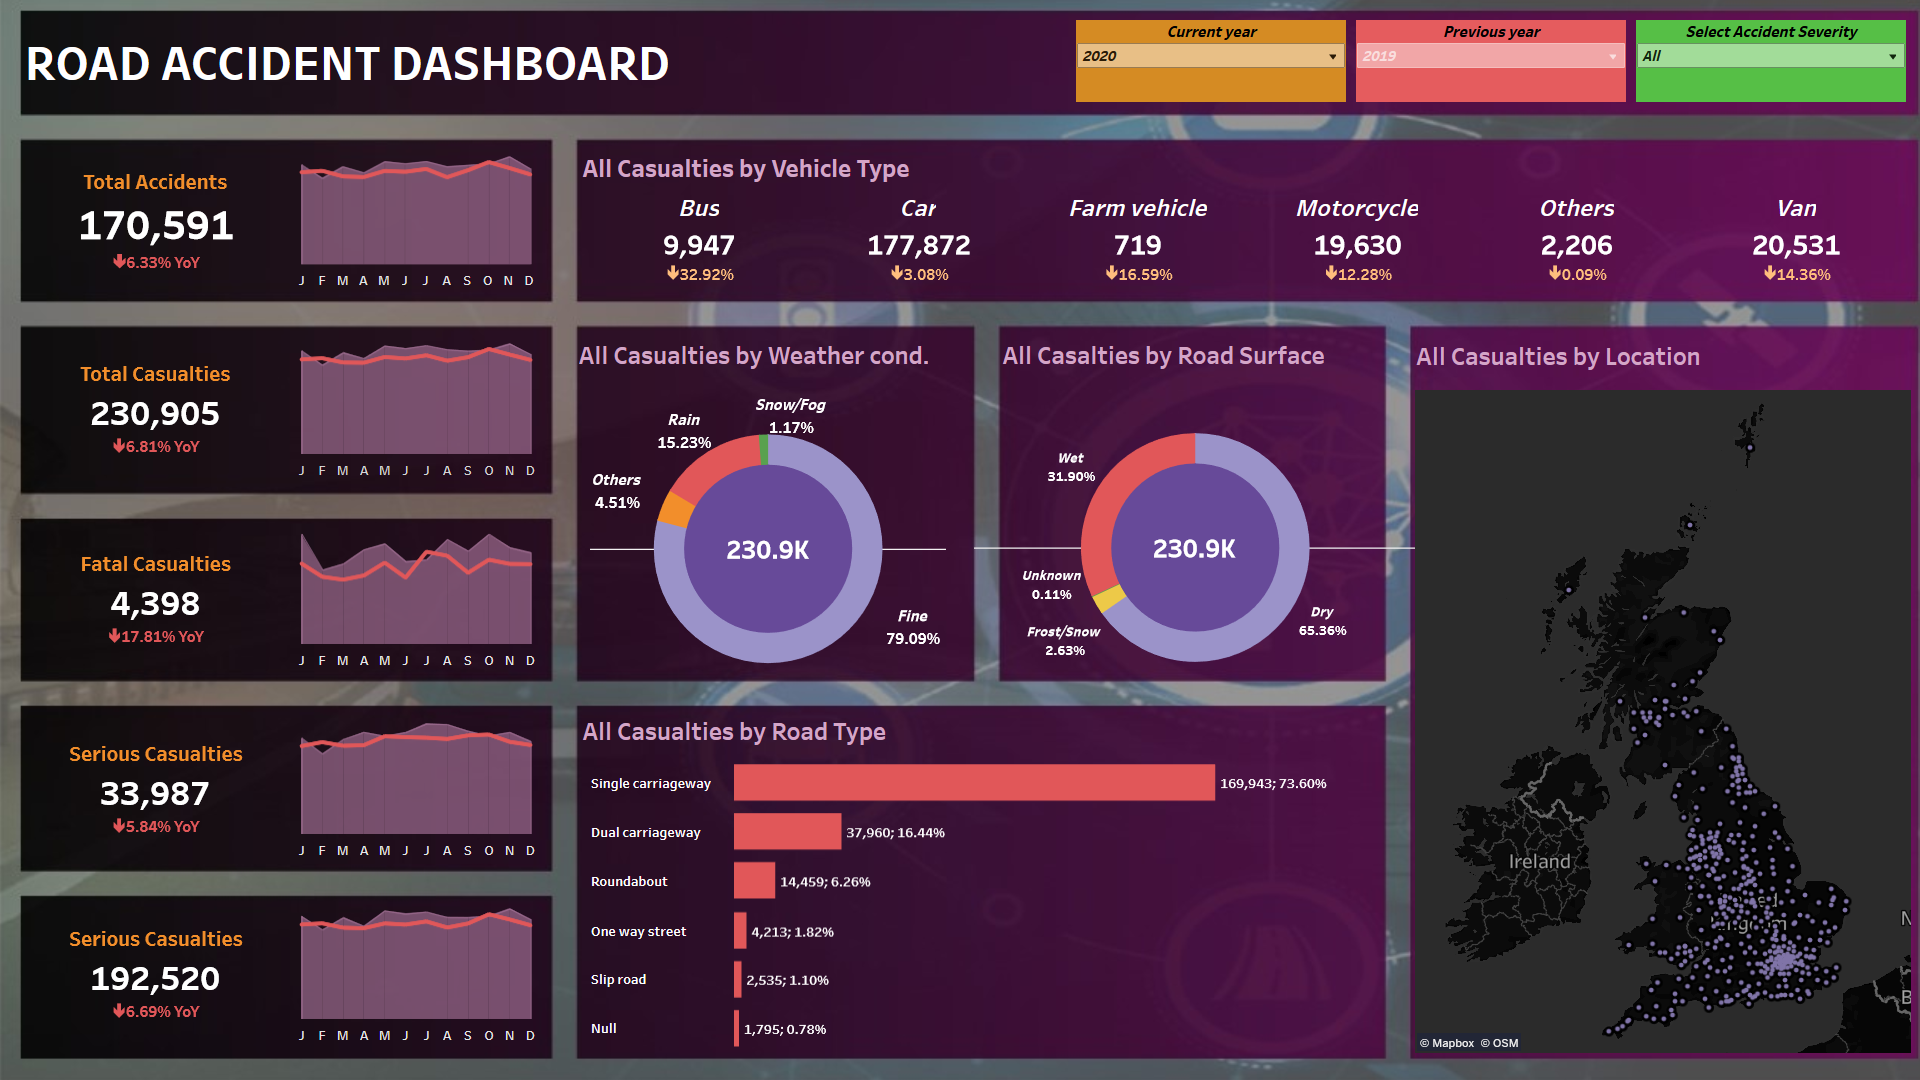 ROAD ACCIDENT DASHBOARD
Current year
2020
Previous year
2019
Select Accident Severity
All
Total Accidents
170,591
🡇6.33% YoY
J F M A M J J A S O N D
Total Casualties
230,905
🡇6.81% YoY
J F M A M J J A S O N D
Fatal Casualties
4,398
🡇17.81% YoY
J F M A M J J A S O N D
Serious Casualties
33,987
🡇5.84% YoY
J F M A M J J A S O N D
Serious Casualties
192,520
🡇6.69% YoY
J F M A M J J A S O N D
All Casualties by Vehicle Type
Bus
9,947
🡇32.92%
Car
177,872
🡇3.08%
Farm vehicle
719
🡇16.59%
Motorcycle
19,630
🡇12.28%
Others
2,206
🡇0.09%
Van
20,531
🡇14.36%
All Casualties by Weather cond.
Snow/Fog
1.17%
Rain
15.23%
Others
4.51%
230.9K
Fine
79.09%
All Casalties by Road Surface
Wet
31.90%
230.9K
Unknown
0.11%
Frost/Snow
2.63%
Dry
65.36%
All Casualties by Road Type
Single carriageway 169,943; 73.60%
Dual carriageway 37,960; 16.44%
Roundabout 14,459; 6.26%
One way street 4,213; 1.82%
Slip road 2,535; 1.10%
Null 1,795; 0.78%
All Casualties by Location
Ireland
© Mapbox © OSM